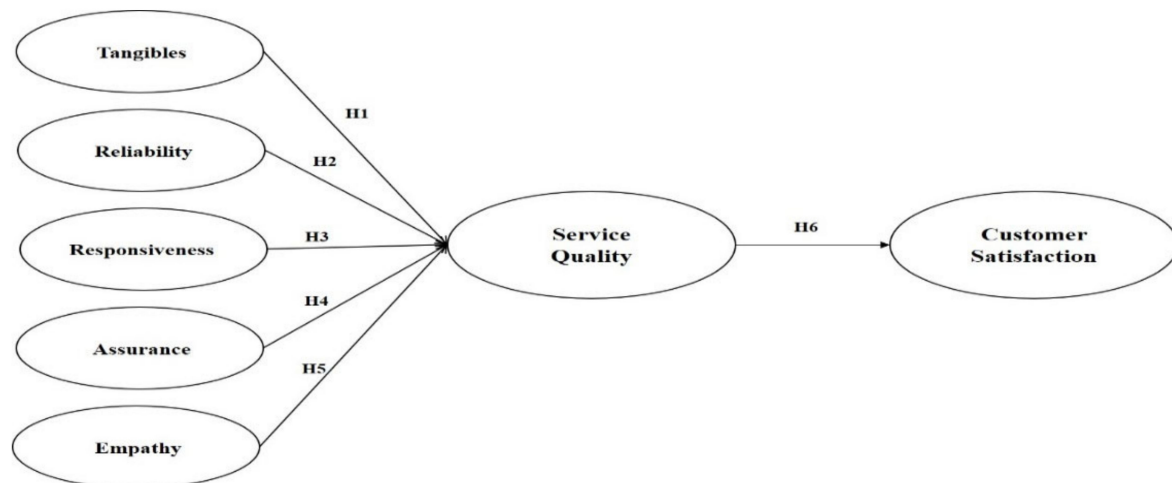 Tangibles
H1
Reliability
H2
Responsiveness
H3
Assurance
H4
Empathy
H5
Service
Quality
H6
Customer
Satisfaction